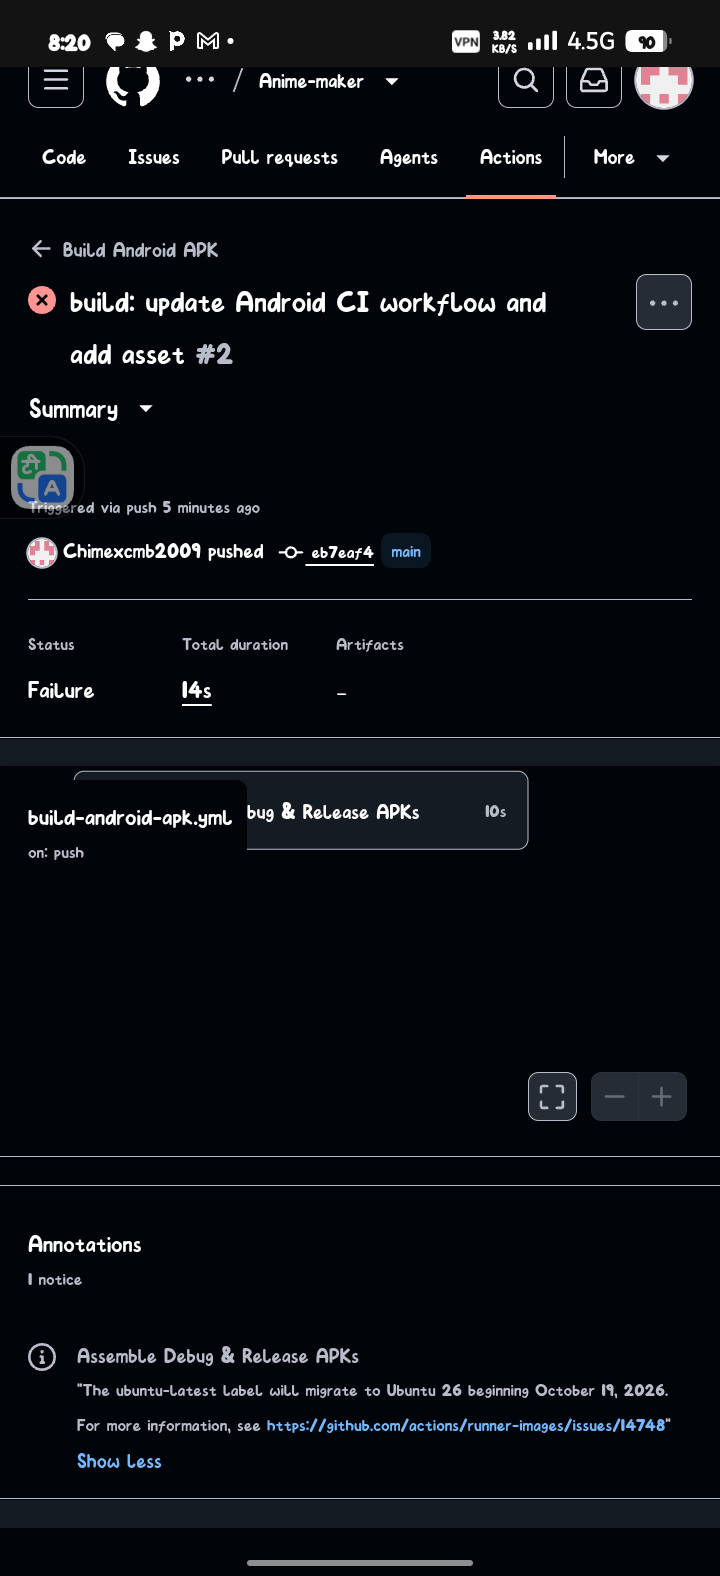 8:20
VPN
3.82
KB/S
4.5G
90
/ Anime-maker
Code Issues Pull requests Agents Actions More
Build Android APK
build: update Android CI workflow and
add asset #2
Summary
Triggered via push 5 minutes ago
Chimexcmb2009 pushed eb7eaf4 main
Status Total duration Artifacts
Failure 14s –
bug & Release APKs 10s
build-android-apk.yml
on: push
Annotations
1 notice
Assemble Debug & Release APKs
"The ubuntu-latest label will migrate to Ubuntu 26 beginning October 19, 2026.
For more information, see https://github.com/actions/runner-images/issues/14748"
Show less